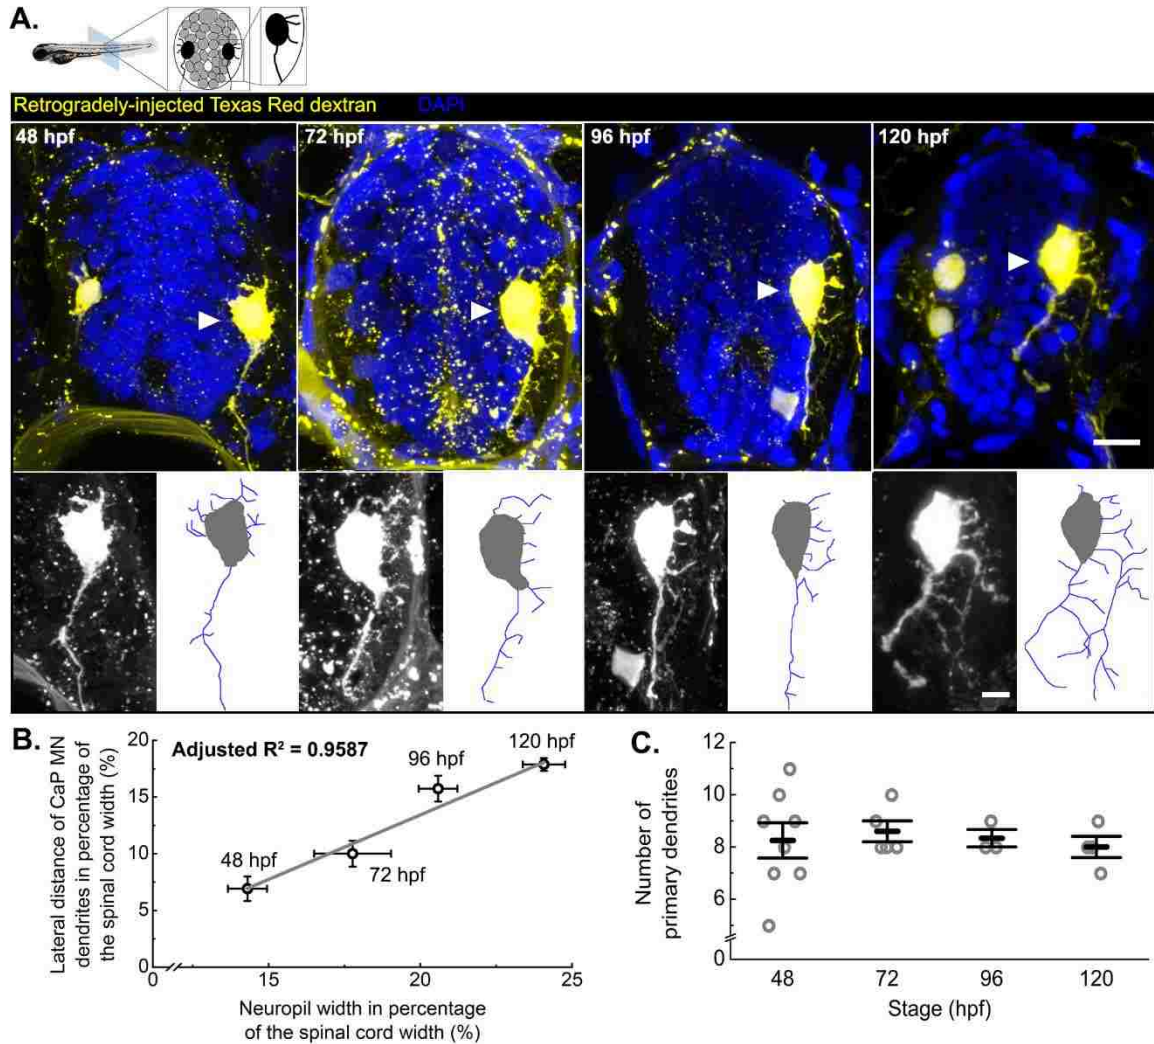 A.
Retrogradely-injected Texas Red dextran DAPI
48 hpf 72 hpf 96 hpf 120 hpf
B.
Adjusted R² = 0.9587
Lateral distance of CaP MN
dendrites in percentage of
the spinal cord width (%)
20
15
10
5
0
48 hpf
72 hpf
96 hpf
120 hpf
0 15 20 25
Neuropil width in percentage
of the spinal cord width (%)
C.
Number of
primary dendrites
12
10
8
6
0
48 72 96 120
Stage (hpf)